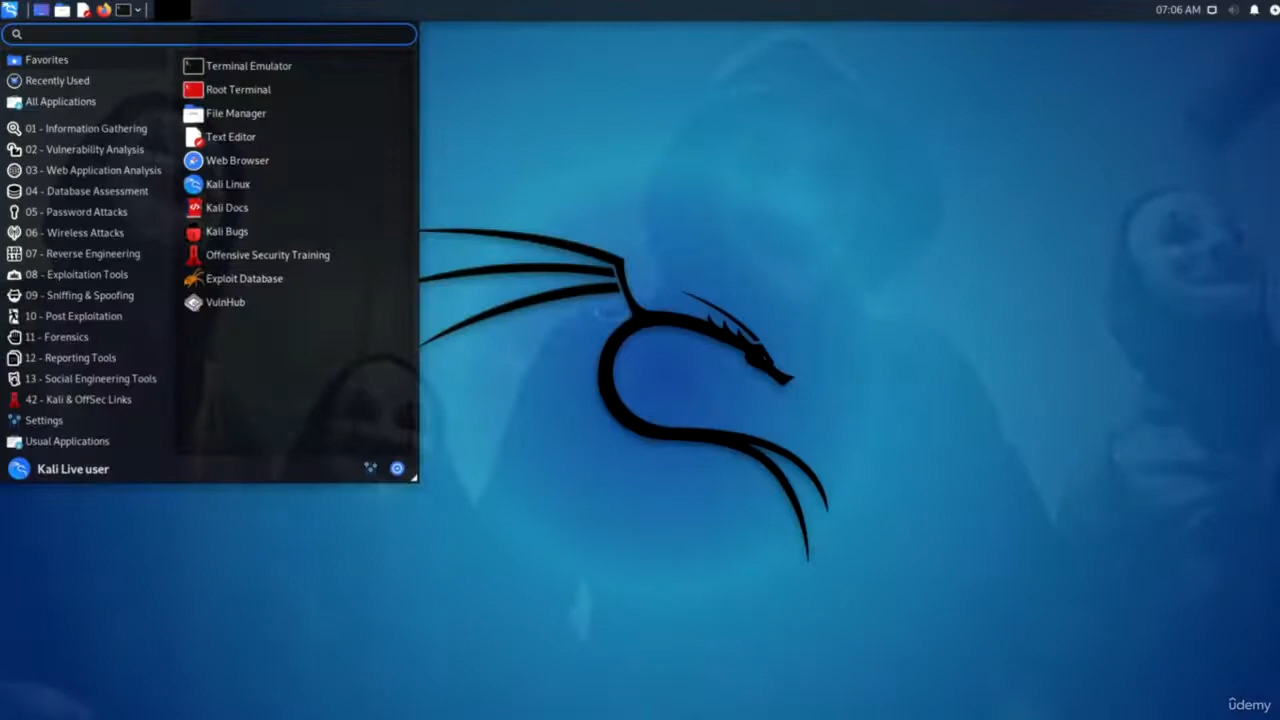 07:06 AM
Favorites
Recently Used
All Applications
01 - Information Gathering
02 - Vulnerability Analysis
03 - Web Application Analysis
04 - Database Assessment
05 - Password Attacks
06 - Wireless Attacks
07 - Reverse Engineering
08 - Exploitation Tools
09 - Sniffing & Spoofing
10 - Post Exploitation
11 - Forensics
12 - Reporting Tools
13 - Social Engineering Tools
42 - Kali & OffSec Links
Settings
Usual Applications
Terminal Emulator
Root Terminal
File Manager
Text Editor
Web Browser
Kali Linux
Kali Docs
Kali Bugs
Offensive Security Training
Exploit Database
VulnHub
Kali Live user
ûdemy